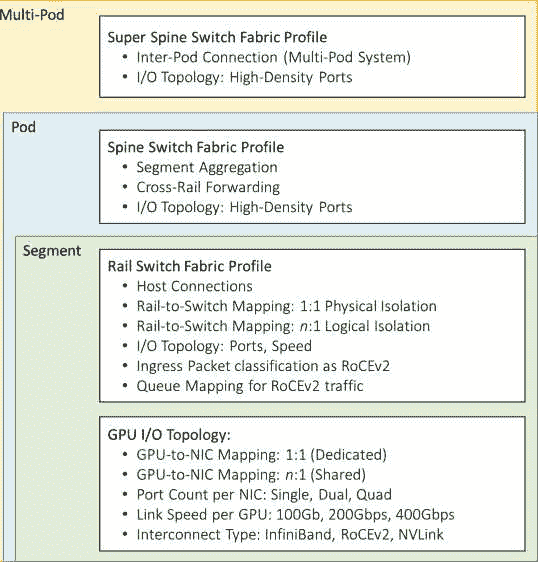 Multi-Pod
Super Spine Switch Fabric Profile
• Inter-Pod Connection (Multi-Pod System)
• I/O Topology: High-Density Ports
Pod
Spine Switch Fabric Profile
• Segment Aggregation
• Cross-Rail Forwarding
• I/O Topology: High-Density Ports
Segment
Rail Switch Fabric Profile
• Host Connections
• Rail-to-Switch Mapping: 1:1 Physical Isolation
• Rail-to-Switch Mapping: n:1 Logical Isolation
• I/O Topology: Ports, Speed
• Ingress Packet classification as RoCEv2
• Queue Mapping for RoCEv2 traffic
GPU I/O Topology:
• GPU-to-NIC Mapping: 1:1 (Dedicated)
• GPU-to-NIC Mapping: n:1 (Shared)
• Port Count per NIC: Single, Dual, Quad
• Link Speed per GPU: 100Gb, 200Gbps, 400Gbps
• Interconnect Type: InfiniBand, RoCEv2, NVLink